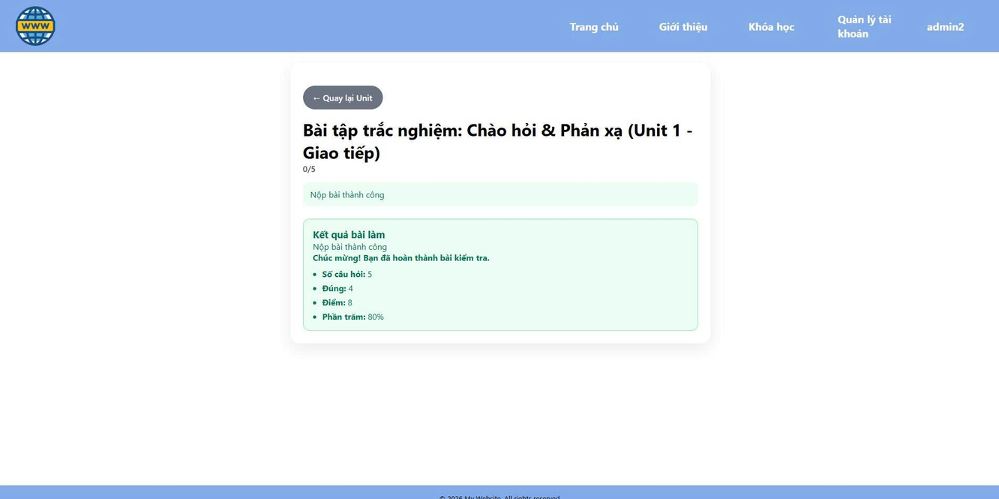 WWW
Trang chủ
Giới thiệu
Khóa học
Quản lý tài
khoản
admin2
← Quay lại Unit
Bài tập trắc nghiệm: Chào hỏi & Phản xạ (Unit 1 -
Giao tiếp)
0/5
Nộp bài thành công
Kết quả bài làm
Nộp bài thành công
Chúc mừng! Bạn đã hoàn thành bài kiểm tra.
• Số câu hỏi: 5
• Đúng: 4
• Điểm: 8
• Phần trăm: 80%
© 2026 My Website. All rights reserved.